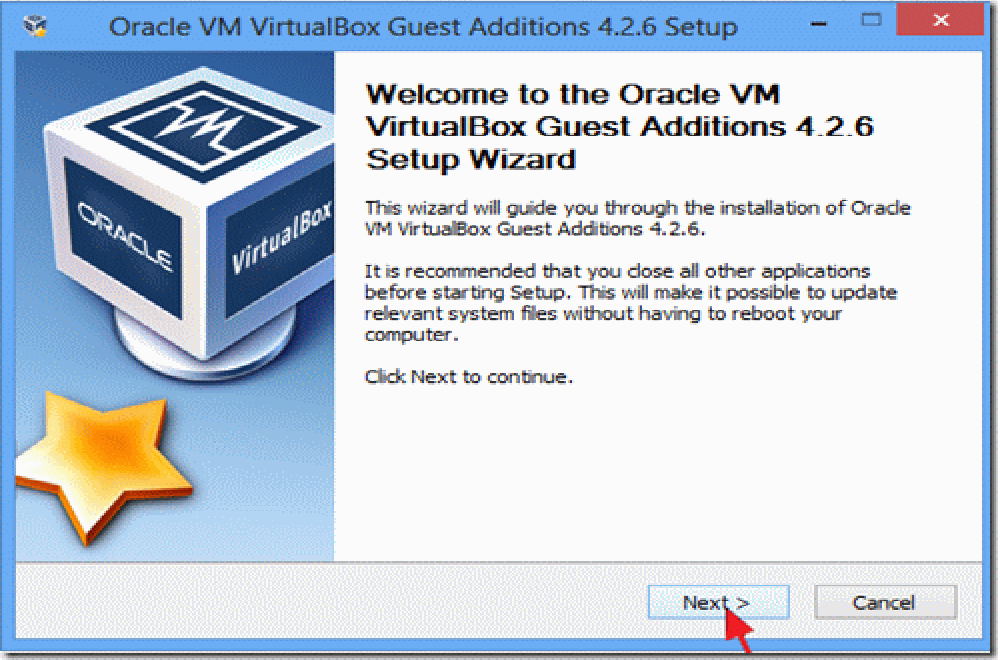 Oracle VM VirtualBox Guest Additions 4.2.6 Setup
ORACLE
VirtualBox
Welcome to the Oracle VM
VirtualBox Guest Additions 4.2.6
Setup Wizard
This wizard will guide you through the installation of Oracle
VM VirtualBox Guest Additions 4.2.6.
It is recommended that you close all other applications
before starting Setup. This will make it possible to update
relevant system files without having to reboot your
computer.
Click Next to continue.
Next >
Cancel